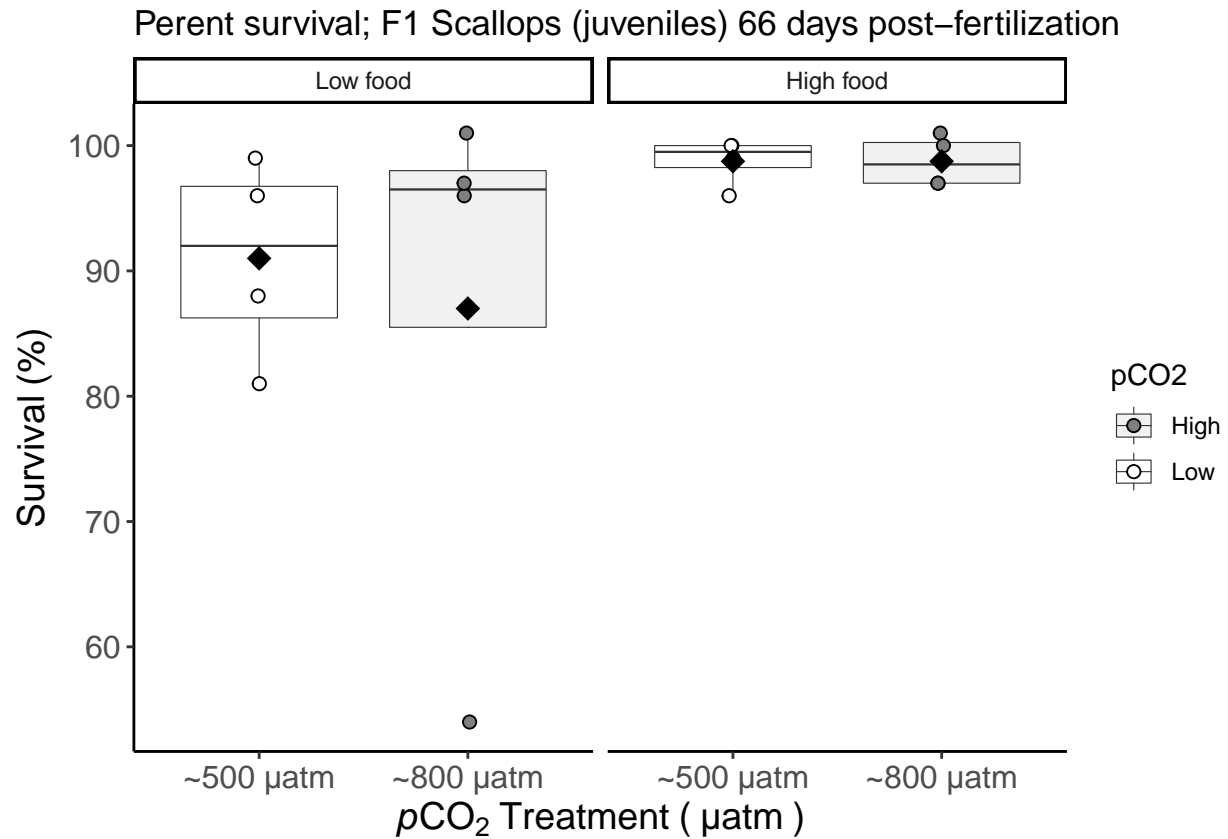 Perent survival; F1 Scallops (juveniles) 66 days post−fertilization
Low food
High food
100
90
80
70
60
Survival (%)
~500 µatm
~800 µatm
~500 µatm
~800 µatm
pCO₂ Treatment ( µatm )
pCO2
High
Low